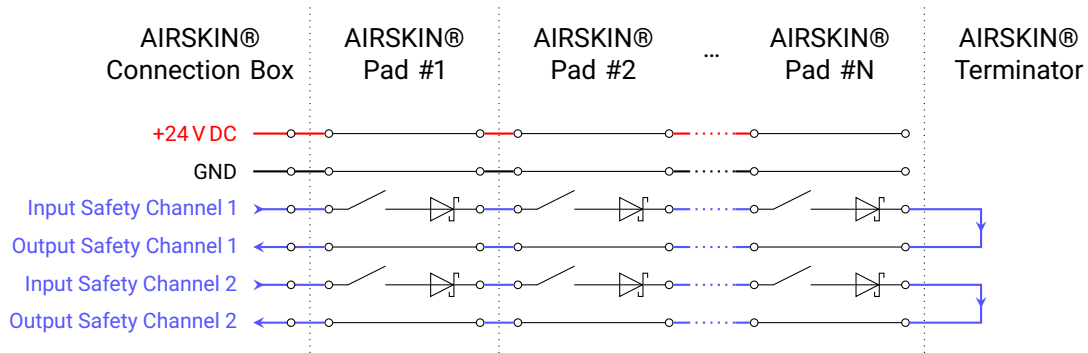 AIRSKIN®
Connection Box
AIRSKIN®
Pad #1
AIRSKIN®
Pad #2
...
AIRSKIN®
Pad #N
AIRSKIN®
Terminator
+24 V DC
GND
Input Safety Channel 1
Output Safety Channel 1
Input Safety Channel 2
Output Safety Channel 2